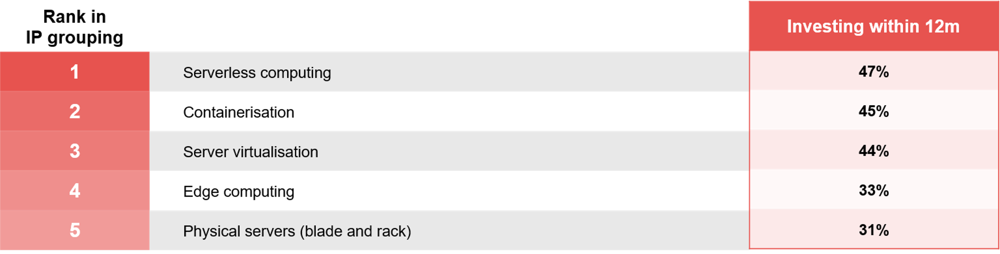 Rank in
IP grouping
Investing within 12m
1 Serverless computing 47%
2 Containerisation 45%
3 Server virtualisation 44%
4 Edge computing 33%
5 Physical servers (blade and rack) 31%